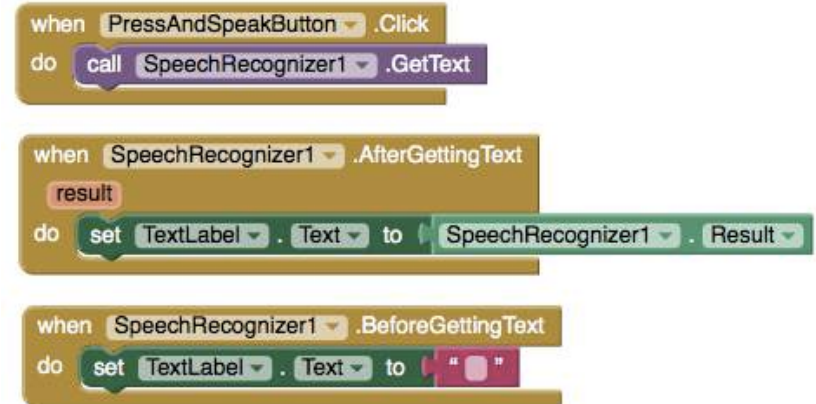 when PressAndSpeakButton .Click
do call SpeechRecognizer1 .GetText
when SpeechRecognizer1 .AfterGettingText
result
do set TextLabel . Text to SpeechRecognizer1 . Result
when SpeechRecognizer1 .BeforeGettingText
do set TextLabel . Text to " "